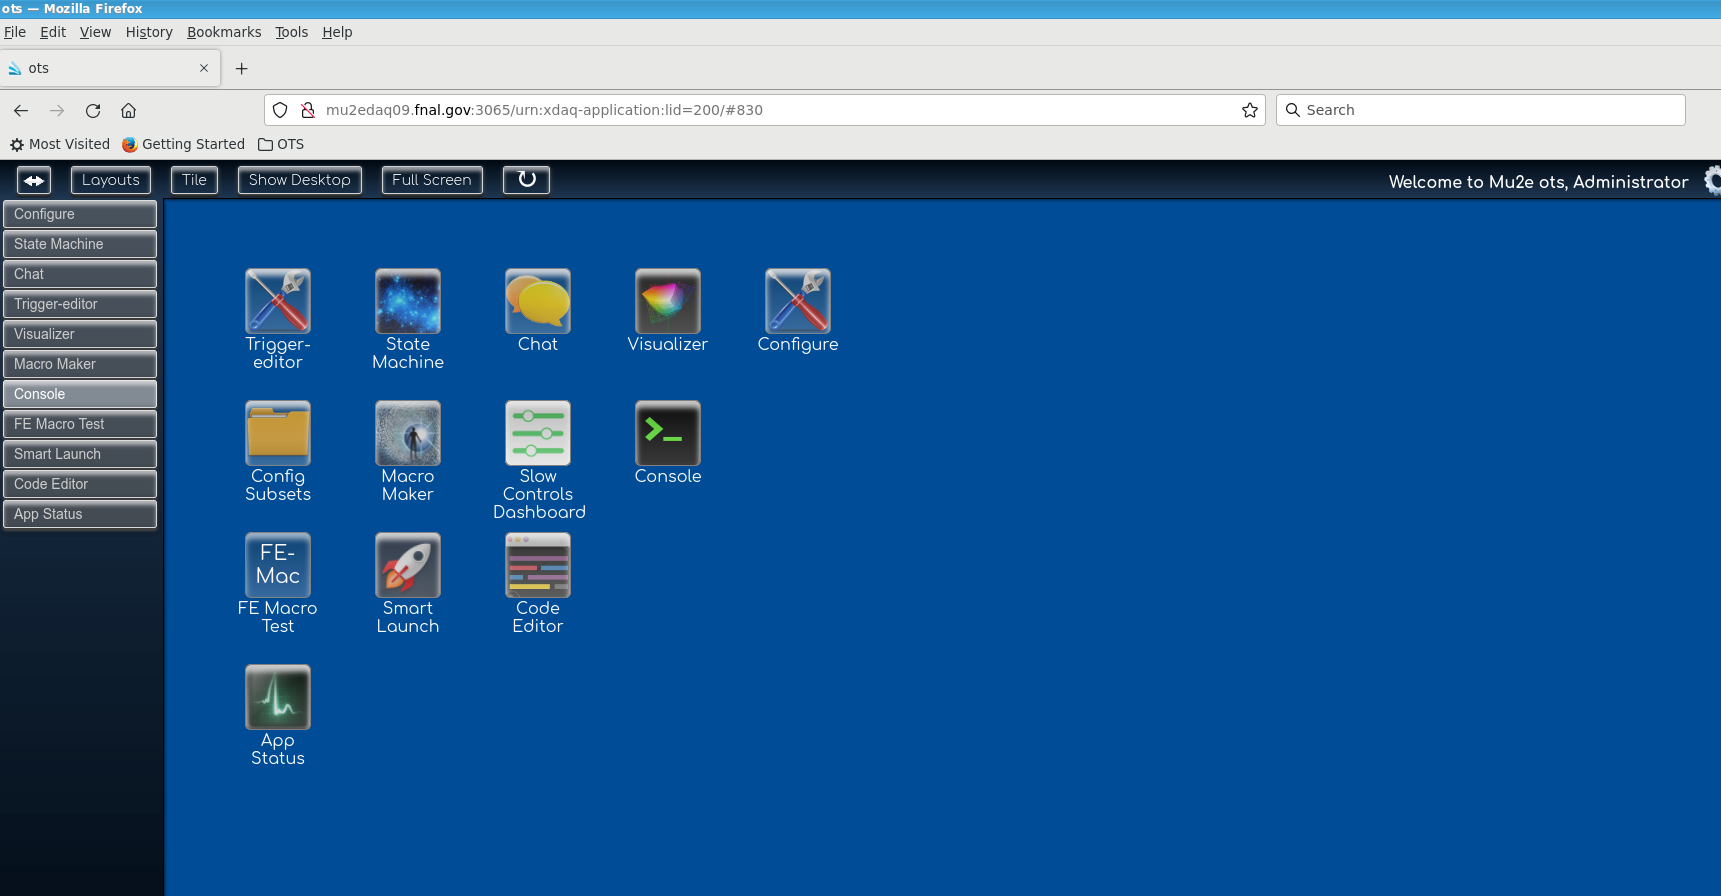 ots — Mozilla Firefox
File Edit View History Bookmarks Tools Help
ots
mu2edaq09.fnal.gov:3065/urn:xdaq-application:lid=200/#830
Search
Most Visited Getting Started OTS
Layouts Tile Show Desktop Full Screen
Welcome to Mu2e ots, Administrator
Configure
State Machine
Chat
Trigger-editor
Visualizer
Macro Maker
Console
FE Macro Test
Smart Launch
Code Editor
App Status
Trigger-
editor
State
Machine
Chat
Visualizer
Configure
Config
Subsets
Macro
Maker
Slow
Controls
Dashboard
Console
FE-
Mac
FE Macro
Test
Smart
Launch
Code
Editor
App
Status